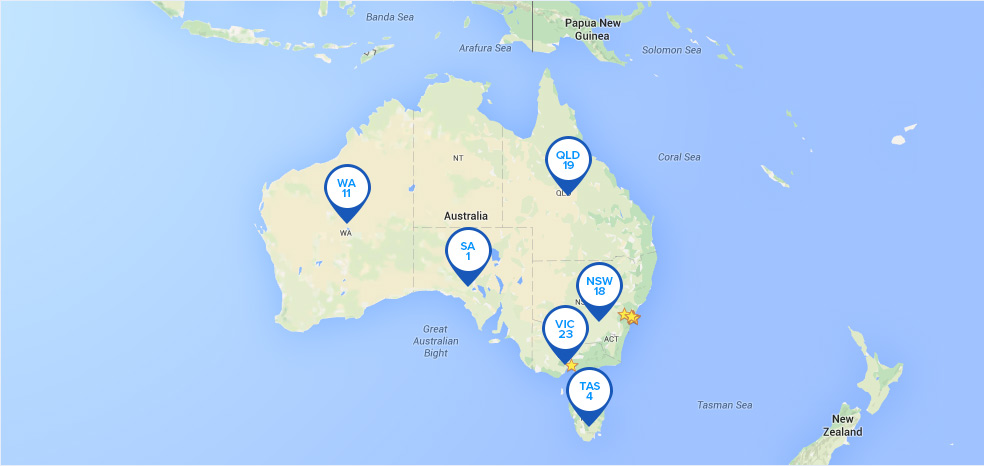 Banda Sea
Papua New
Guinea
Arafura Sea
Solomon Sea
NT
QLD
19
Coral Sea
WA
11
QLD
Australia
WA
SA
1
NSW
18
VIC
23
Great
Australian
Bight
ACT
TAS
4
Tasman Sea
New
Zealand